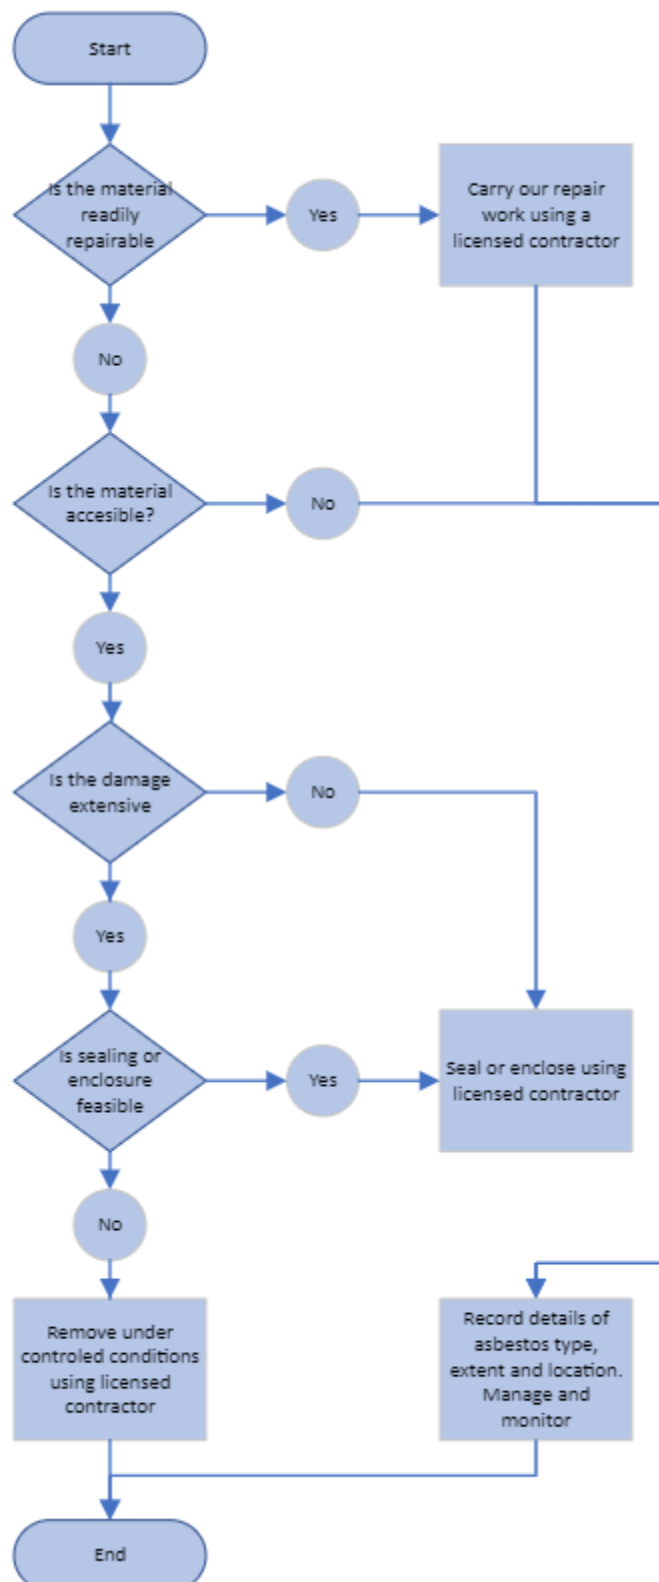 Start
Is the material
readily
repairable
Yes
Carry our repair
work using a
licensed contractor
No
Is the material
accesible?
No
Yes
Is the damage
extensive
No
Yes
Is sealing or
enclosure
feasible
Yes
Seal or enclose using
licensed contractor
No
Remove under
controled conditions
using licensed
contractor
Record details of
asbestos type,
extent and location.
Manage and
monitor
End